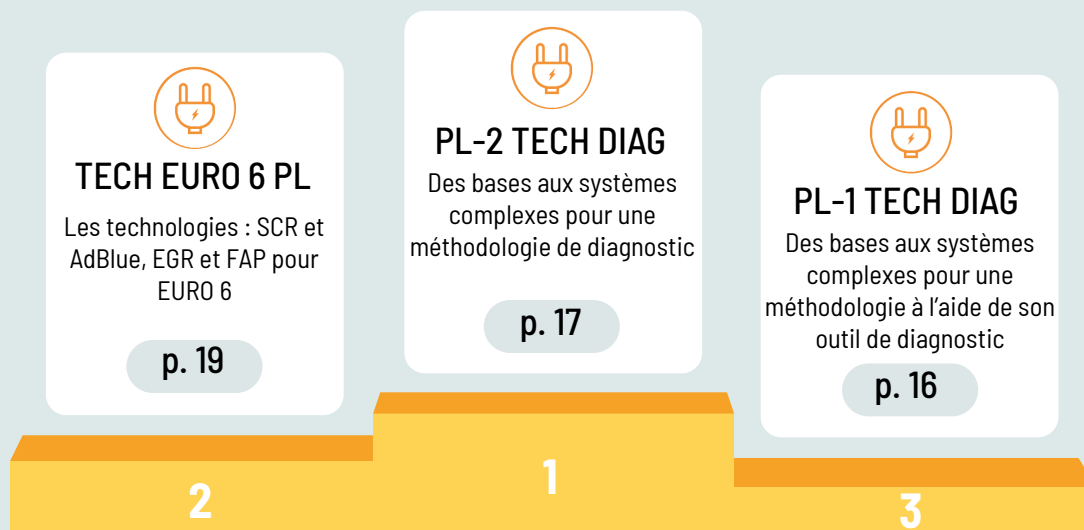 TECH EURO 6 PL
Les technologies : SCR et
AdBlue, EGR et FAP pour
EURO 6
p. 19
2
PL-2 TECH DIAG
Des bases aux systèmes
complexes pour une
méthodologie de diagnostic
p. 17
1
PL-1 TECH DIAG
Des bases aux systèmes
complexes pour une
méthodologie à l’aide de son
outil de diagnostic
p. 16
3